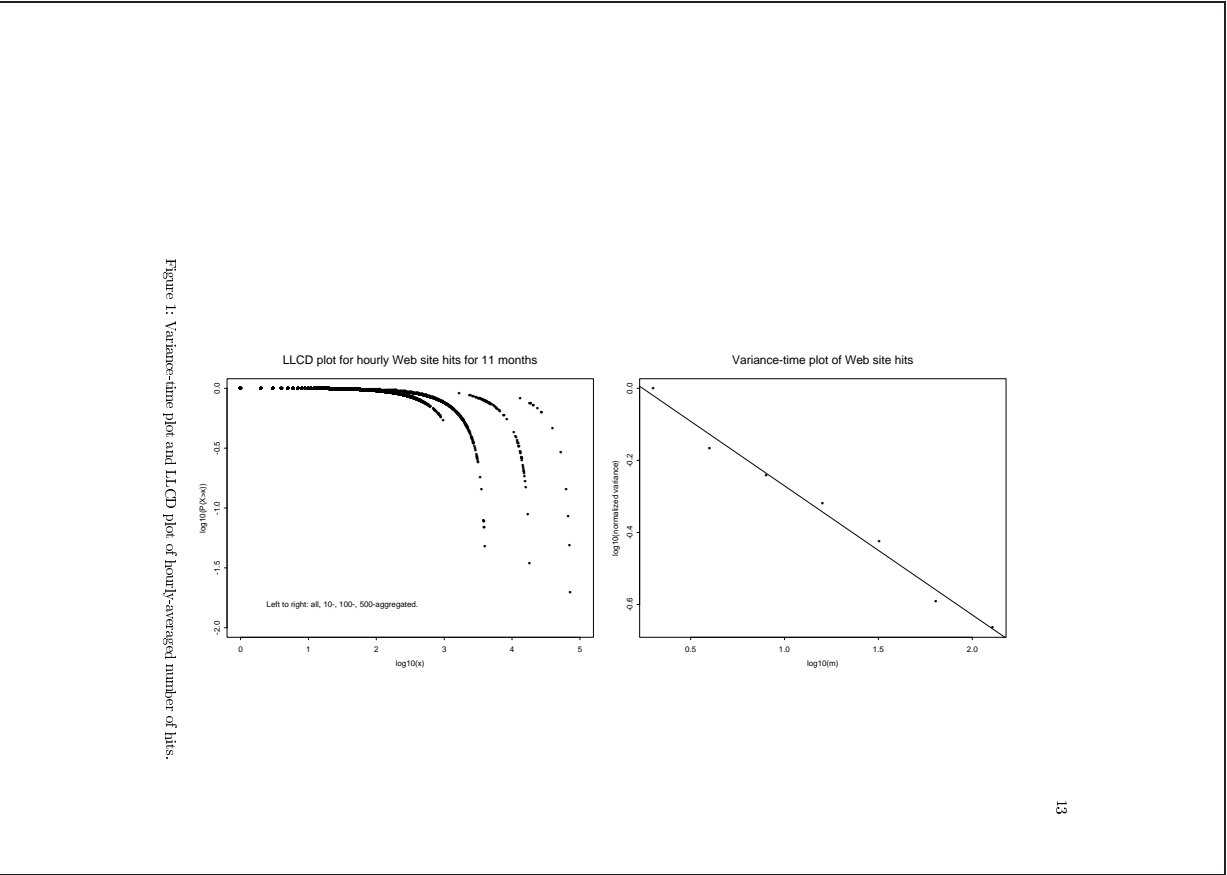 LLCD plot for hourly Web site hits for 11 months
log10(P(X>x))
0.0
-0.5
-1.0
-1.5
-2.0
Left to right: all, 10-, 100-, 500-aggregated.
0 1 2 3 4 5
log10(x)
Variance-time plot of Web site hits
log10(normalized variance)
0.0
-0.2
-0.4
-0.6
0.5 1.0 1.5 2.0
log10(m)
Figure 1: Variance-time plot and LLCD plot of hourly-averaged number of hits.
13